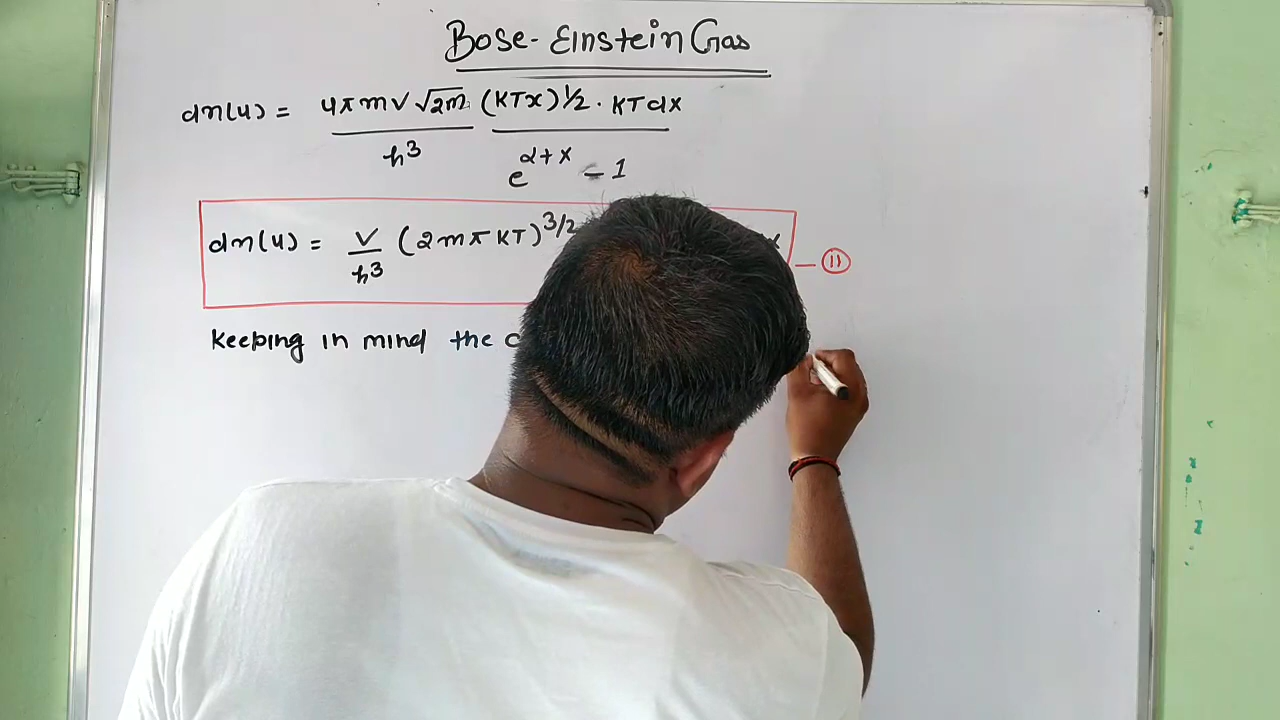 Bose-Einstein Gas
dn(u) = 4πmV√2m/h³ (KTx)^1/2 · KTdx/e^α+x - 1
dn(u) = V/h³ (2mπKT)^3/2 x - ⑪
Keeping in mind the